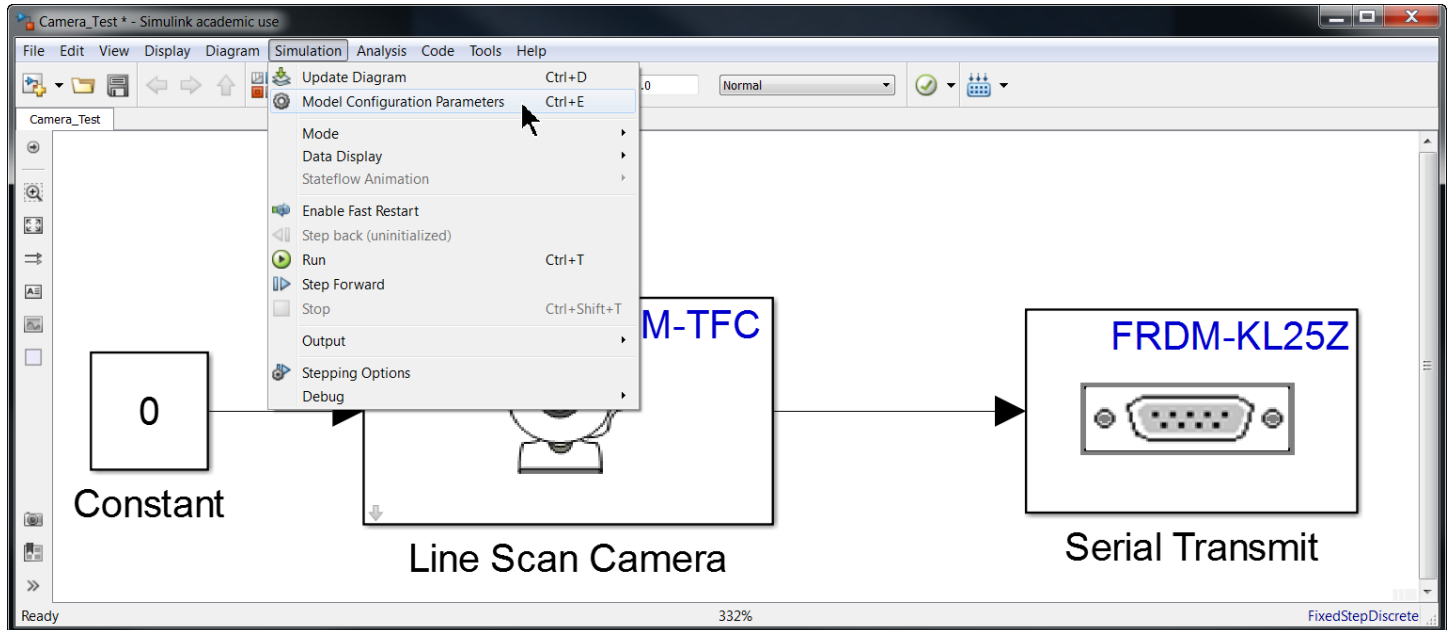 Camera_Test * - Simulink academic use
File Edit View Display Diagram Simulation Analysis Code Tools Help
Update Diagram Ctrl+D
.0 Normal
Model Configuration Parameters Ctrl+E
Camera_Test
Mode
Data Display
Stateflow Animation
Enable Fast Restart
Step back (uninitialized)
Run Ctrl+T
Step Forward
Stop Ctrl+Shift+T
Output
Stepping Options
Debug
M-TFC
FRDM-KL25Z
0
Constant
Line Scan Camera
Serial Transmit
Ready 332% FixedStepDiscrete